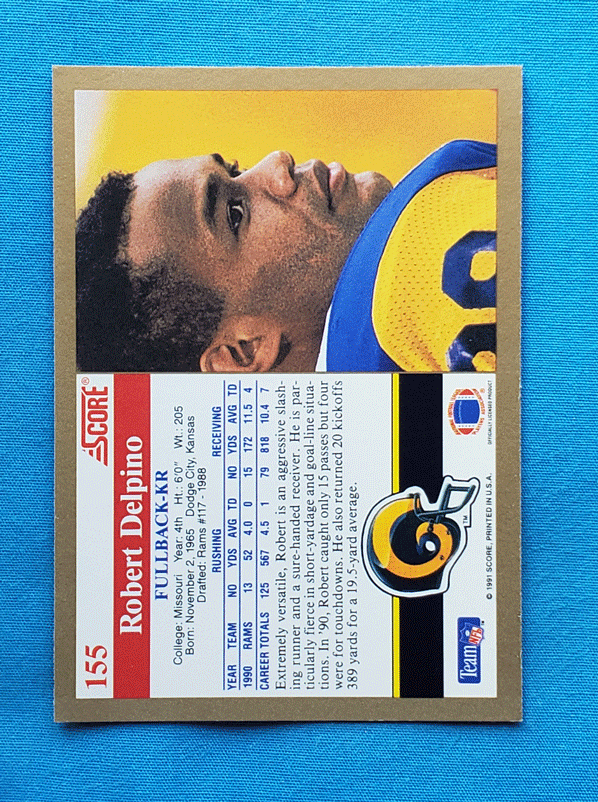 155
SCORE®
Robert Delpino
FULLBACK-KR
College: Missouri Year: 4th Ht.: 6'0" Wt.: 205
Born: November 2, 1965 Dodge City, Kansas
Drafted: Rams #117 - 1988
RUSHING RECEIVING
YEAR TEAM NO YDS AVG TD NO YDS AVG TD
1990 RAMS 13 52 4.0 0 15 172 11.5 4
CAREER TOTALS 125 567 4.5 1 79 818 10.4 7
Extremely versatile, Robert is an aggressive slash-
ing runner and a sure-handed receiver. He is par-
ticularly fierce in short-yardage and goal-line situa-
tions. In '90, Robert caught only 15 passes but four
were for touchdowns. He also returned 20 kickoffs
389 yards for a 19.5-yard average.
TM
Team NFL
© 1991 SCORE, PRINTED IN U.S.A.
OFFICIALLY LICENSED PRODUCT